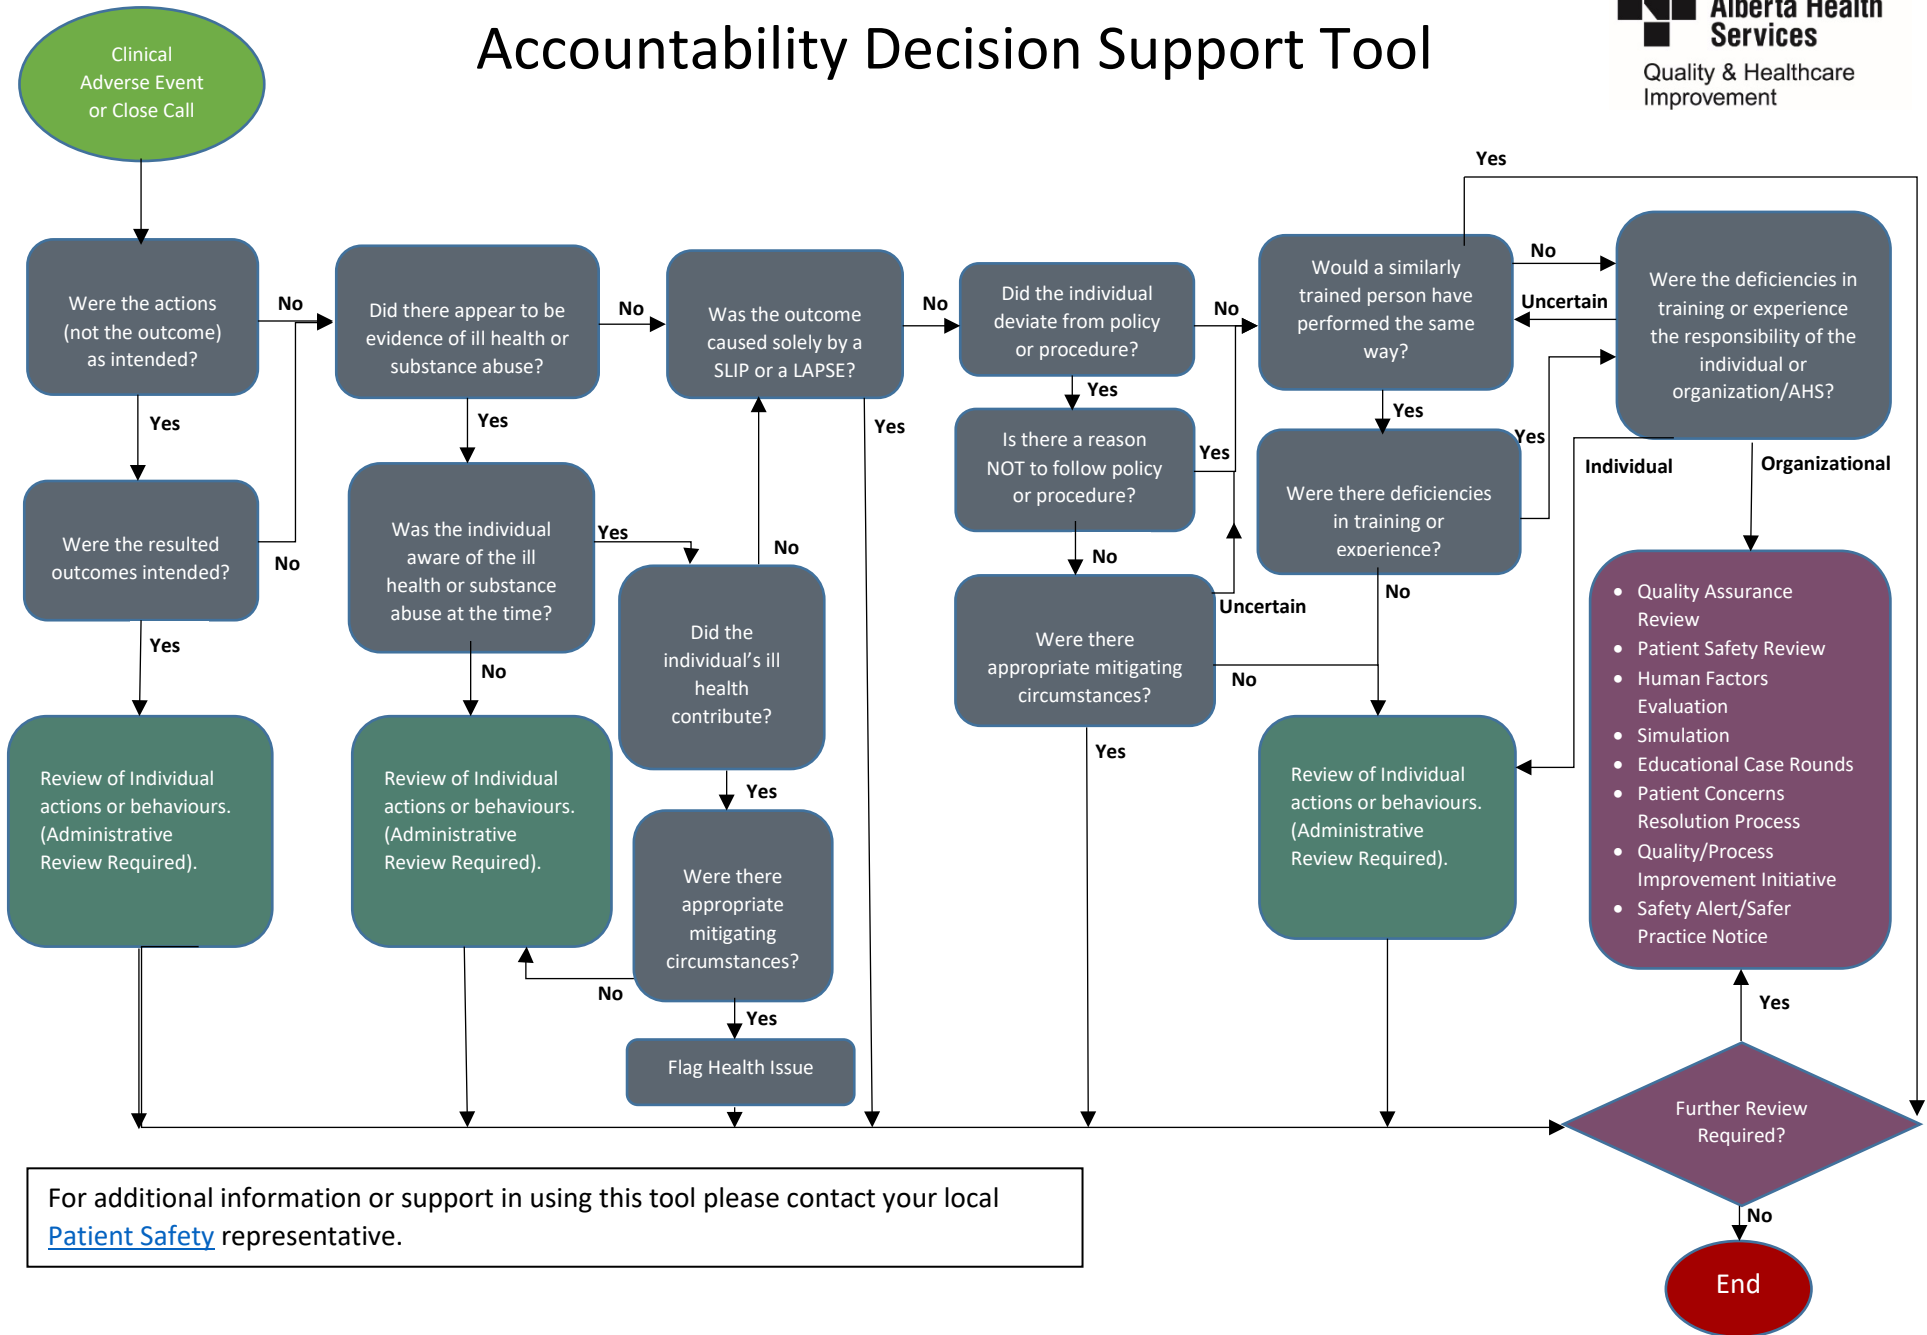 Accountability Decision Support Tool
Alberta Health
Services
Quality & Healthcare
Improvement
Clinical
Adverse Event
or Close Call
Were the actions
(not the outcome)
as intended?
No
Yes
Were the resulted
outcomes intended?
No
Yes
Review of Individual
actions or behaviours.
(Administrative
Review Required).
Did there appear to be
evidence of ill health or
substance abuse?
No
Yes
Was the individual
aware of the ill
health or substance
abuse at the time?
Yes
No
Review of Individual
actions or behaviours.
(Administrative
Review Required).
Did the
individual’s ill
health
contribute?
No
Yes
Were there
appropriate
mitigating
circumstances?
No
Yes
Flag Health Issue
Was the outcome
caused solely by a
SLIP or a LAPSE?
No
Yes
Did the individual
deviate from policy
or procedure?
No
Yes
Is there a reason
NOT to follow policy
or procedure?
Yes
No
Were there
appropriate mitigating
circumstances?
Uncertain
No
Yes
Would a similarly
trained person have
performed the same
way?
Yes
No
Uncertain
Yes
Were there deficiencies
in training or
experience?
Yes
No
Review of Individual
actions or behaviours.
(Administrative
Review Required).
Were the deficiencies in
training or experience
the responsibility of the
individual or
organization/AHS?
Individual
Organizational
• Quality Assurance
Review
• Patient Safety Review
• Human Factors
Evaluation
• Simulation
• Educational Case Rounds
• Patient Concerns
Resolution Process
• Quality/Process
Improvement Initiative
• Safety Alert/Safer
Practice Notice
Yes
Further Review
Required?
No
End
For additional information or support in using this tool please contact your local
Patient Safety representative.